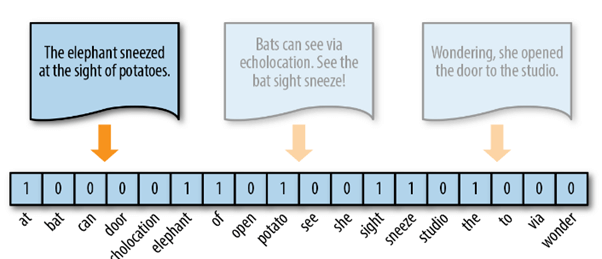 The elephant sneezed
at the sight of potatoes.
Bats can see via
echolocation. See the
bat sight sneeze!
Wondering, she opened
the door to the studio.
1 0 0 0 0 1 1 0 1 0 0 1 1 0 1 0 0 0
at bat can door cholocation elephant of open potato see she sight sneeze studio the to via wonder